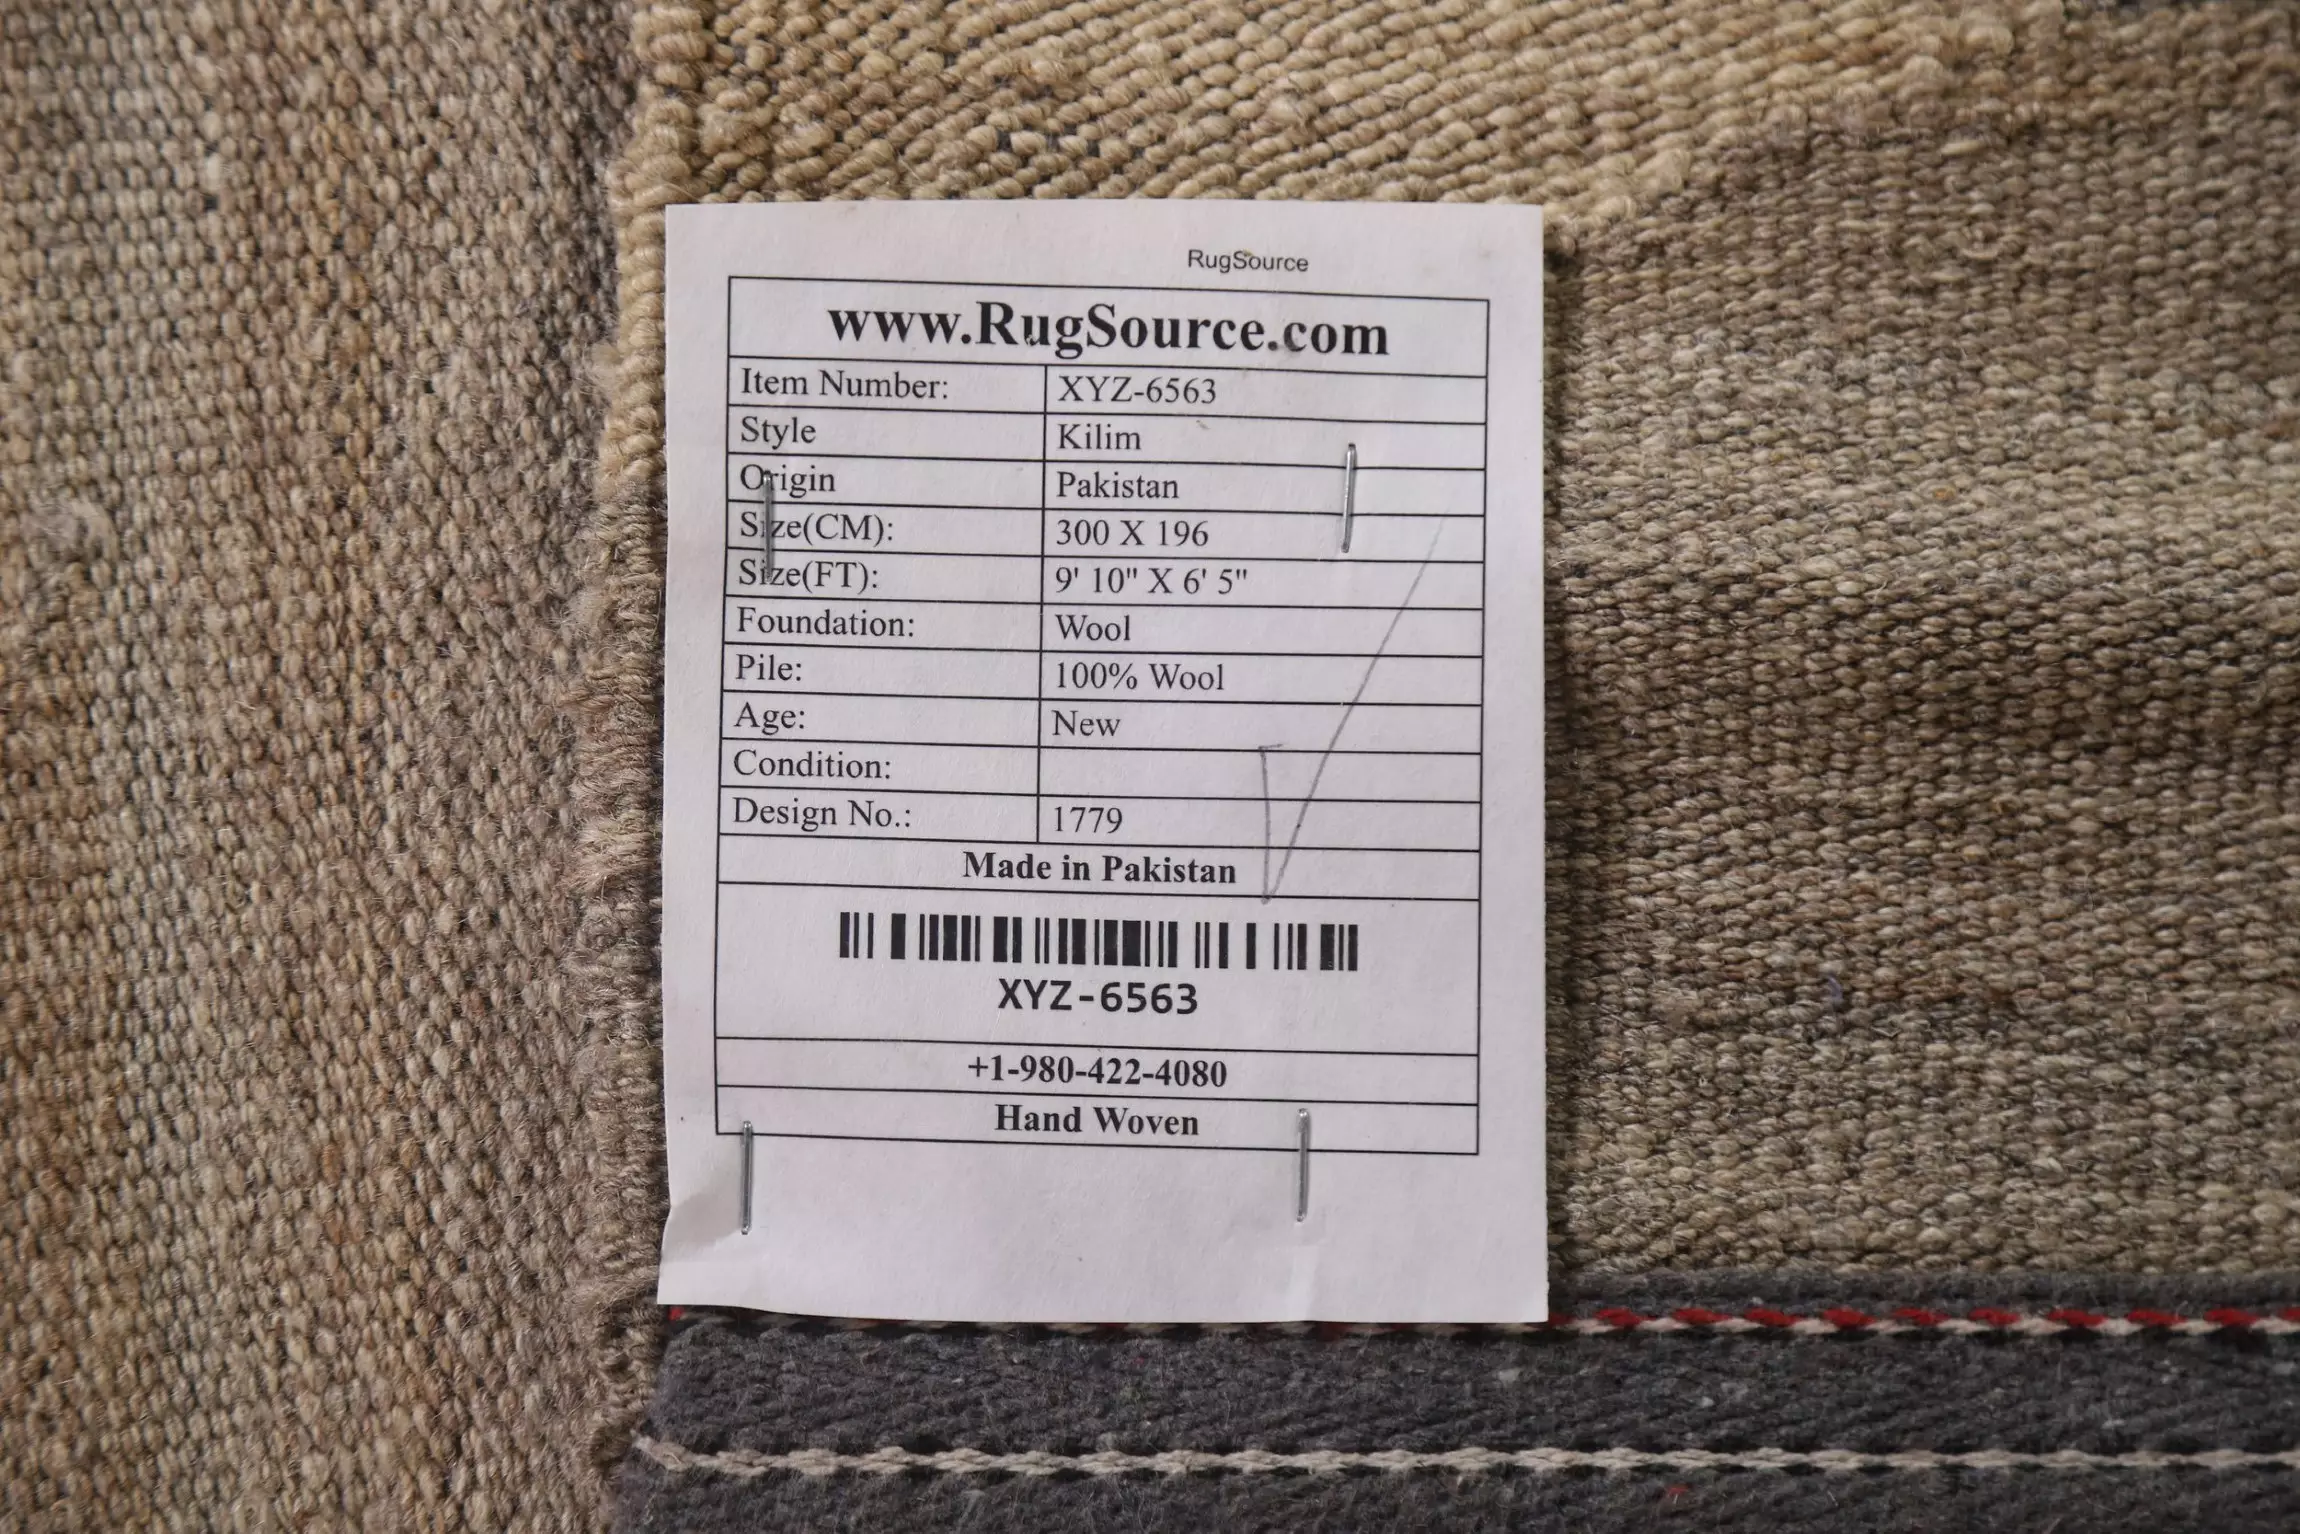 RugSource
www.RugSource.com
Item Number: XYZ-6563
Style Kilim
Origin Pakistan
Size(CM): 300 X 196
Size(FT): 9' 10" X 6' 5"
Foundation: Wool
Pile: 100% Wool
Age: New
Condition:
Design No.: 1779
Made in Pakistan
XYZ-6563
+1-980-422-4080
Hand Woven